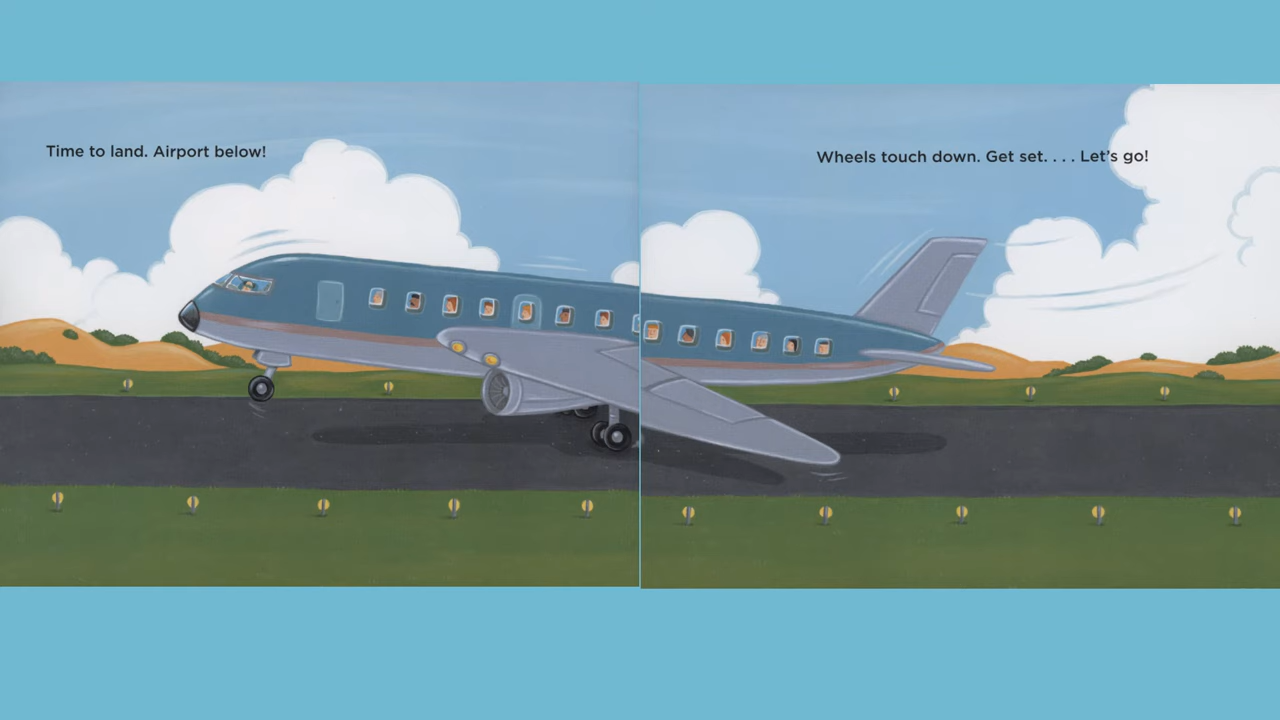 Time to land. Airport below!
Wheels touch down. Get set. . . . Let’s go!